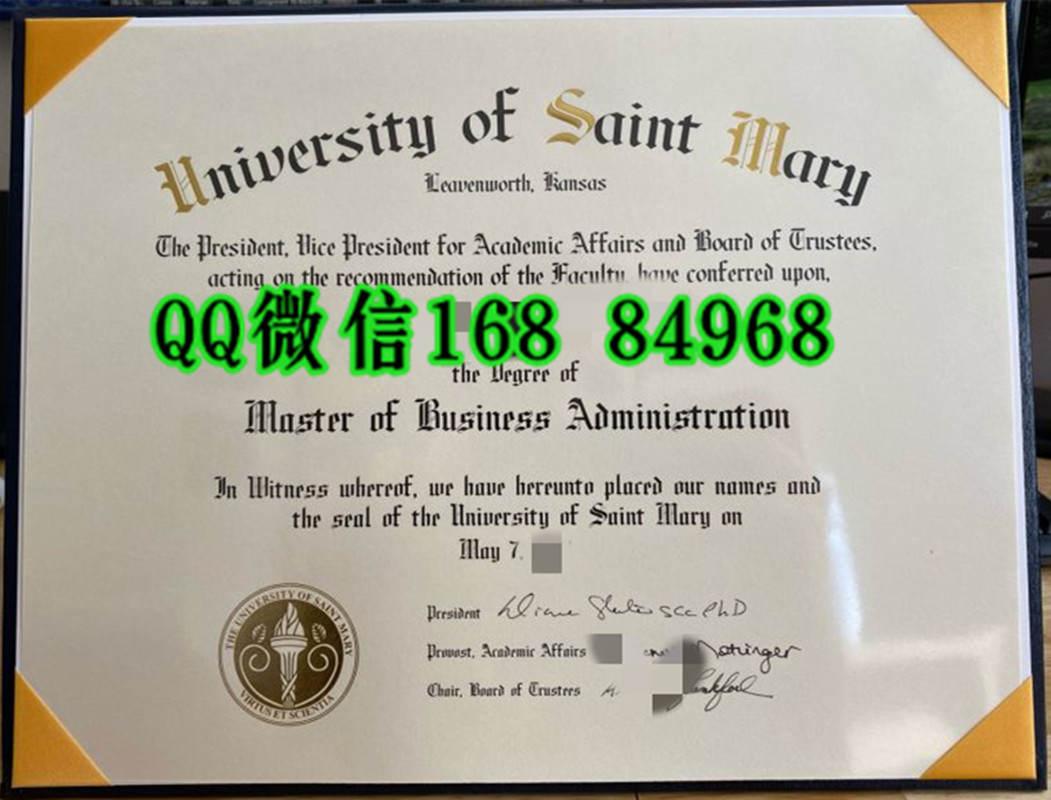 University of Saint Mary
Leavenworth, Kansas
The President, Vice President for Academic Affairs and Board of Trustees,
acting on the recommendation of the Faculty, have conferred upon,
QQ微信168 84968
the Degree of
Master of Business Administration
In Witness whereof, we have hereunto placed our names and
the seal of the University of Saint Mary on
May 7,
THE UNIVERSITY OF SAINT MARY
VIRTUS ET SCIENTIA
President Diane PhD
Provost, Academic Affairs
Chair, Board of Trustees